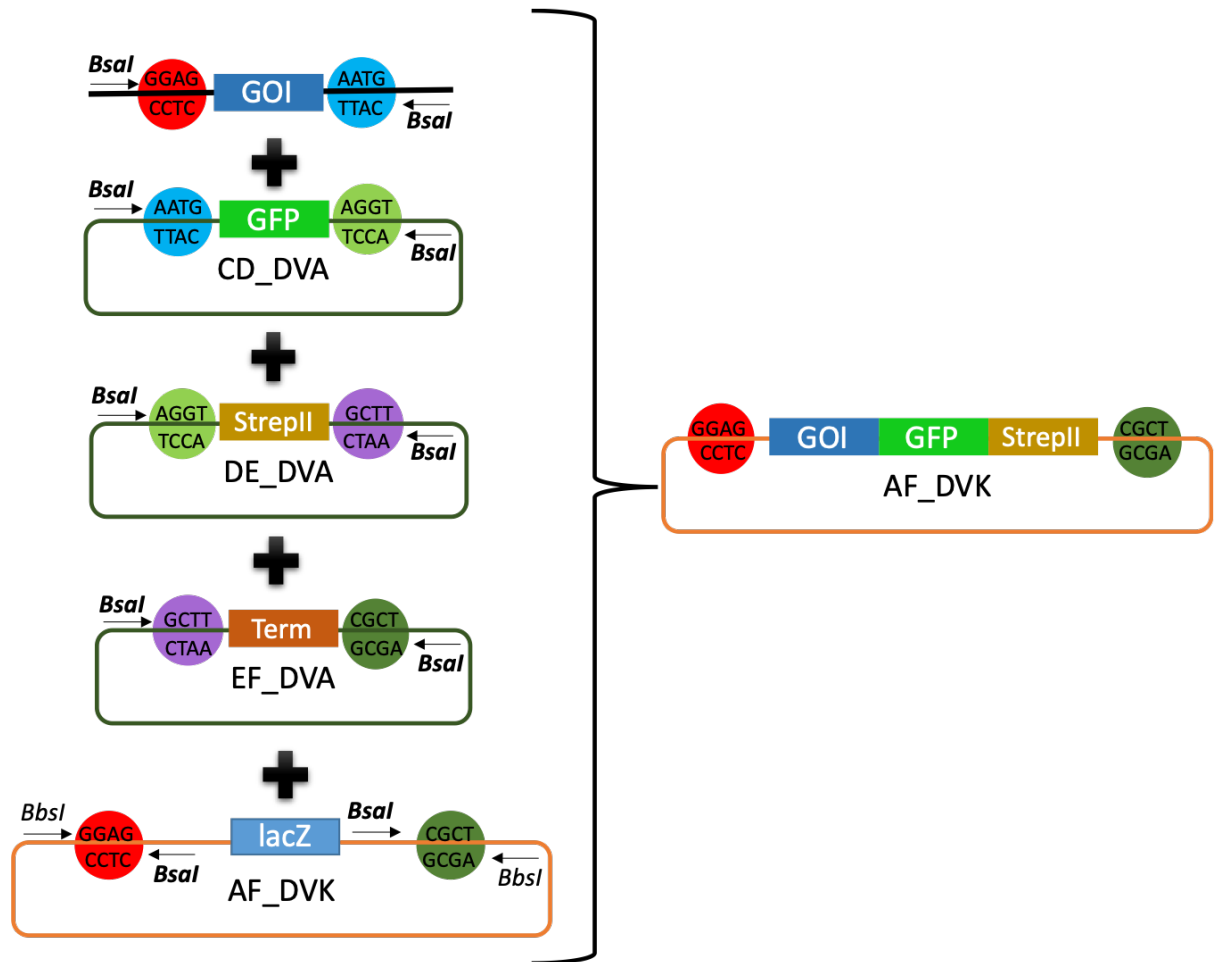 BsaI
GGAG
CCTC
GOI
AATG
TTAC
BsaI
BsaI
AATG
TTAC
GFP
AGGT
TCCA
BsaI
CD_DVA
BsaI
AGGT
TCCA
StrepII
GCTT
CTAA
BsaI
DE_DVA
BsaI
GCTT
CTAA
Term
CGCT
GCGA
BsaI
EF_DVA
BbsI
GGAG
CCTC
BsaI
lacZ
BsaI
CGCT
GCGA
BbsI
AF_DVK
GGAG
CCTC
GOI
GFP
StrepII
CGCT
GCGA
AF_DVK